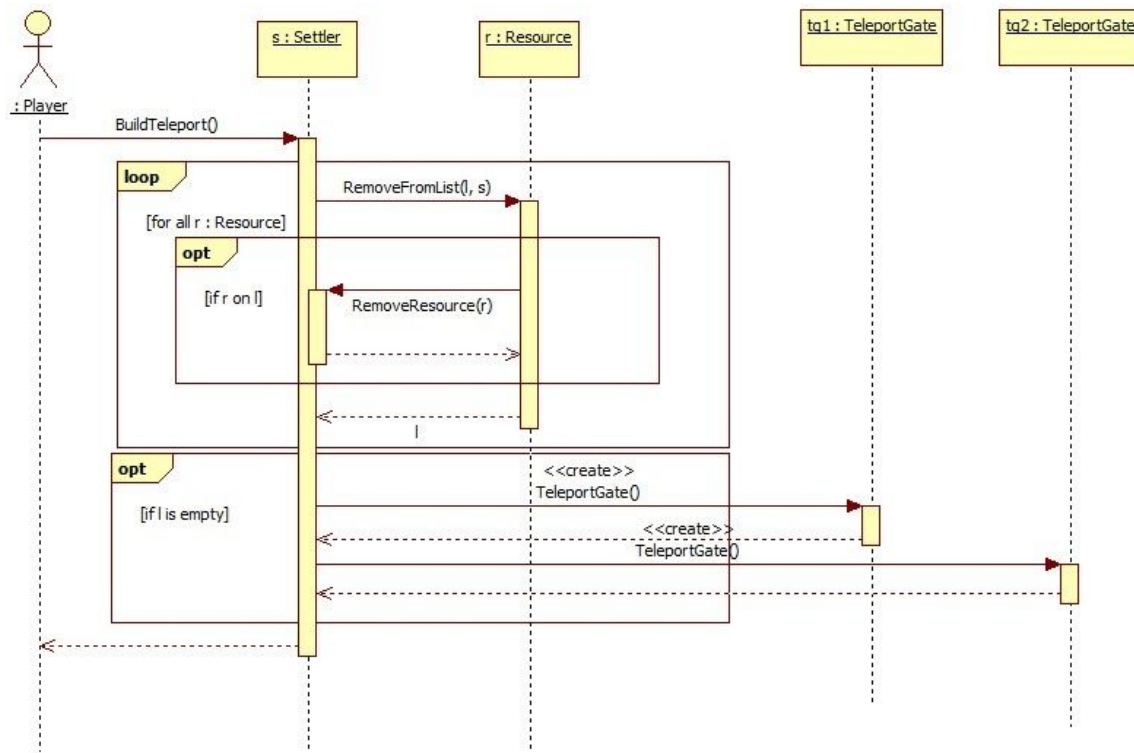 s : Settler
r : Resource
tg1 : TeleportGate
tg2 : TeleportGate
: Player
BuildTeleport()
loop
RemoveFromList(l, s)
[for all r : Resource]
opt
[if r on l]
RemoveResource(r)
l
opt
<<create>>
TeleportGate()
[if l is empty]
<<create>>
TeleportGate()